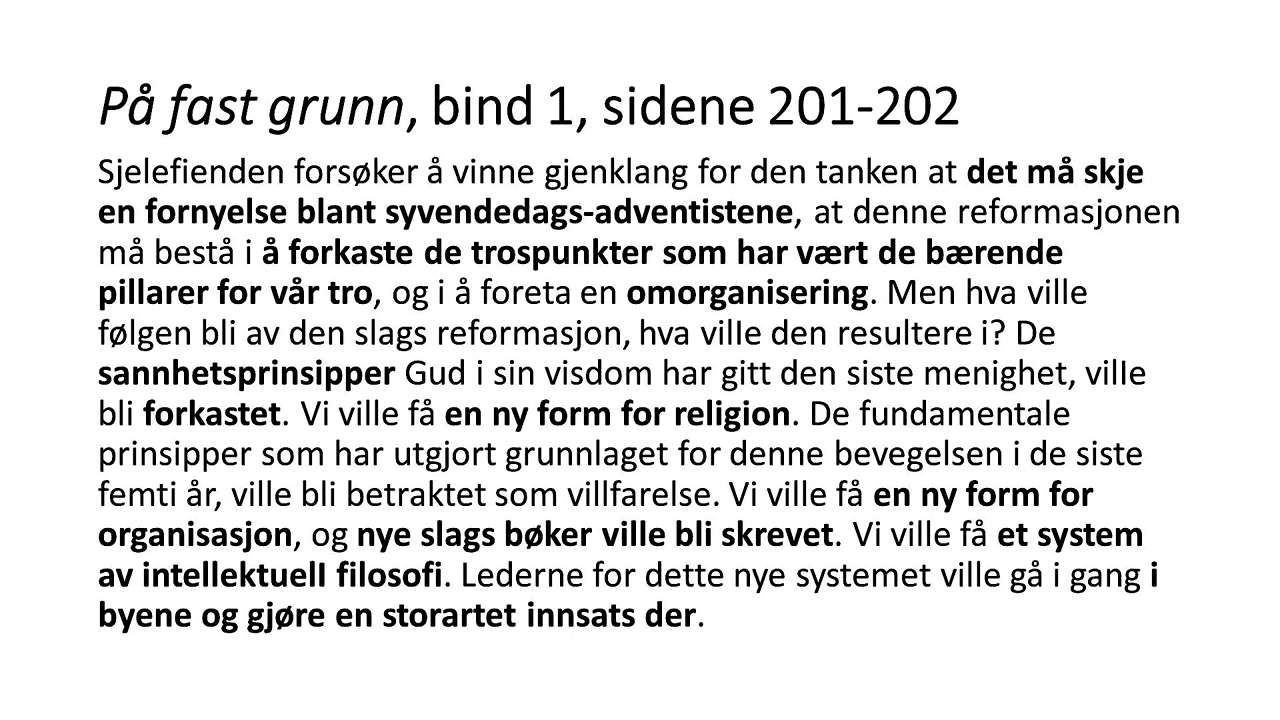 På fast grunn, bind 1, sidene 201-202
Sjelefienden forsøker å vinne gjenklang for den tanken at det må skje
en fornyelse blant syvendedags-adventistene, at denne reformasjonen
må bestå i å forkaste de trospunkter som har vært de bærende
pillarer for vår tro, og i å foreta en omorganisering. Men hva ville
følgen bli av den slags reformasjon, hva vilIe den resultere i? De
sannhetsprinsipper Gud i sin visdom har gitt den siste menighet, vilIe
bli forkastet. Vi ville få en ny form for religion. De fundamentale
prinsipper som har utgjort grunnlaget for denne bevegelsen i de siste
femti år, ville bli betraktet som villfarelse. Vi ville få en ny form for
organisasjon, og nye slags bøker ville bli skrevet. Vi ville få et system
av intellektuelI filosofi. Lederne for dette nye systemet ville gå i gang i
byene og gjøre en storartet innsats der.